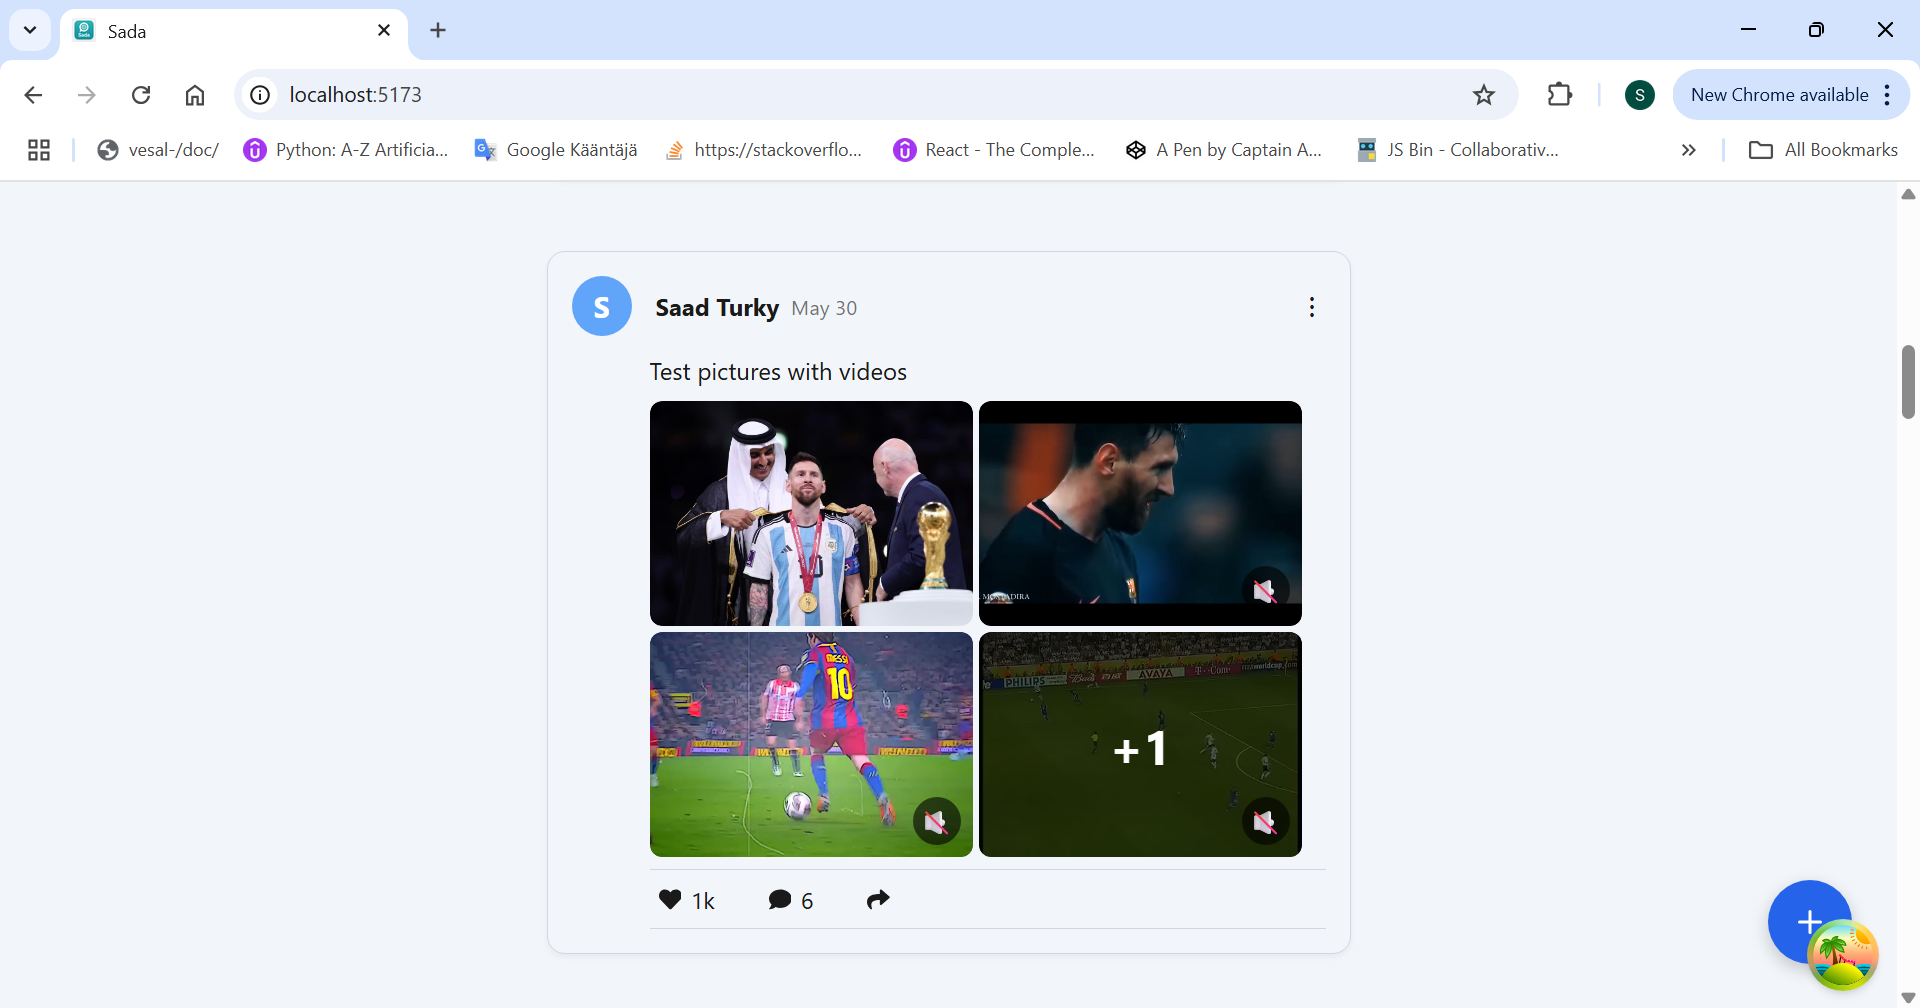 Sada
localhost:5173
New Chrome available
vesal-/doc/
Python: A-Z Artificia...
Google Kääntäjä
https://stackoverflo...
React - The Comple...
A Pen by Captain A...
JS Bin - Collaborativ...
All Bookmarks
S
Saad Turky May 30
Test pictures with videos
10
MESSI
10
PHILIPS
AVAYA
+1
1k
6